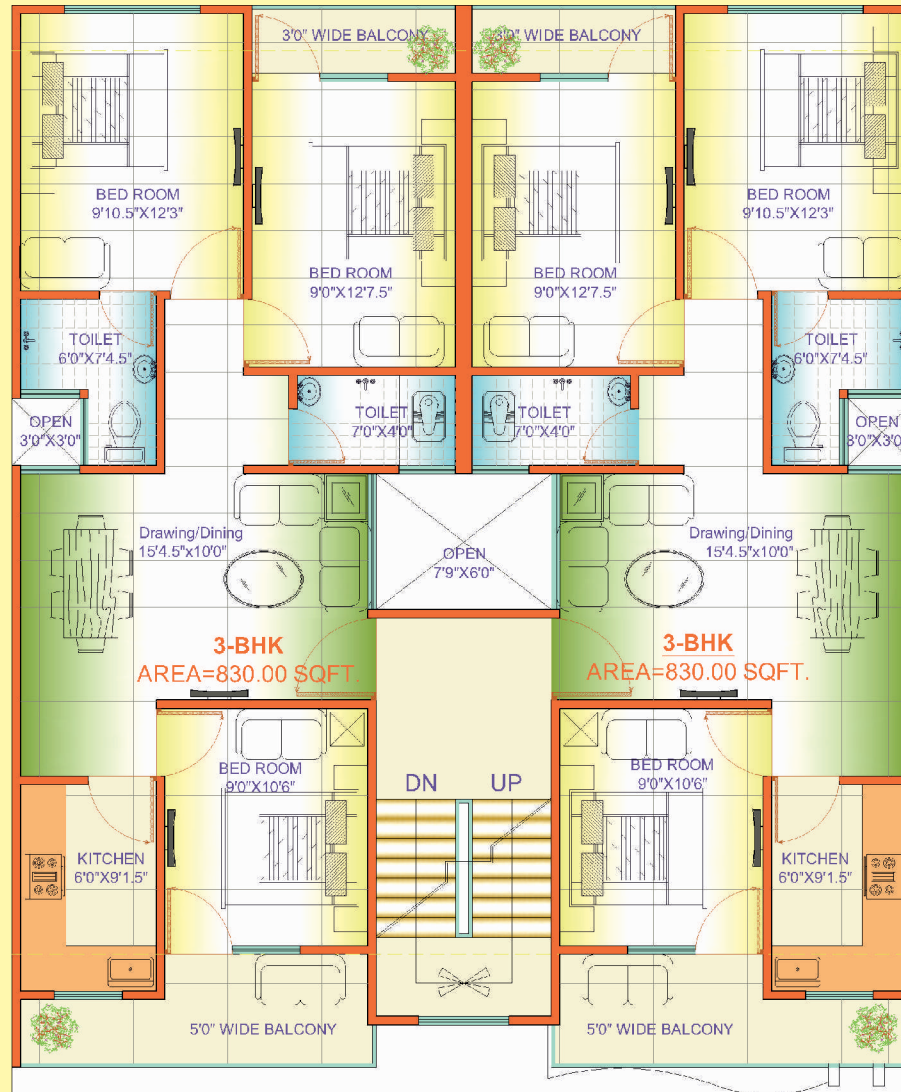 3'0" WIDE BALCONY
3'0" WIDE BALCONY
BED ROOM
9'10.5"X12'3"
BED ROOM
9'10.5"X12'3"
BED ROOM
9'0"X12'7.5"
BED ROOM
9'0"X12'7.5"
TOILET
6'0"X7'4.5"
TOILET
6'0"X7'4.5"
OPEN
3'0"X3'0"
TOILET
7'0"X4'0"
TOILET
7'0"X4'0"
OPEN
3'0"X3'0"
Drawing/Dining
15'4.5"x10'0"
OPEN
7'9"X6'0"
Drawing/Dining
15'4.5"x10'0"
3-BHK
AREA=830.00 SQFT.
3-BHK
AREA=830.00 SQFT.
BED ROOM
9'0"X10'6"
DN
UP
BED ROOM
9'0"X10'6"
KITCHEN
6'0"X9'1.5"
KITCHEN
6'0"X9'1.5"
5'0" WIDE BALCONY
5'0" WIDE BALCONY